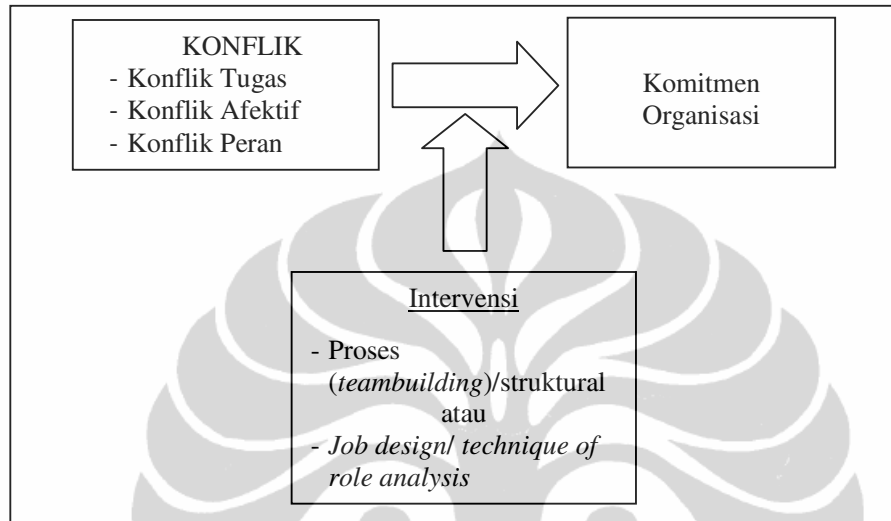 KONFLIK
- Konflik Tugas
- Konflik Afektif
- Konflik Peran
Komitmen
Organisasi
Intervensi
- Proses
(teambuilding)/struktural
atau
- Job design/ technique of
role analysis